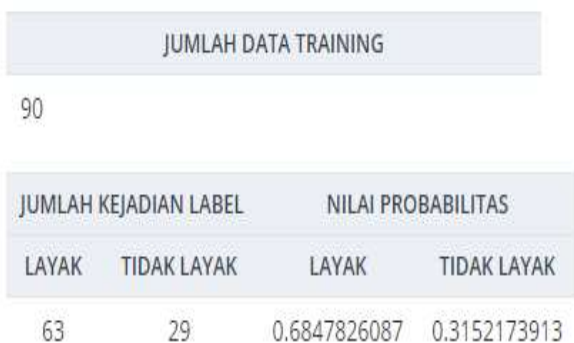 JUMLAH DATA TRAINING
90
JUMLAH KEJADIAN LABEL NILAI PROBABILITAS
LAYAK TIDAK LAYAK LAYAK TIDAK LAYAK
63 29 0.6847826087 0.3152173913